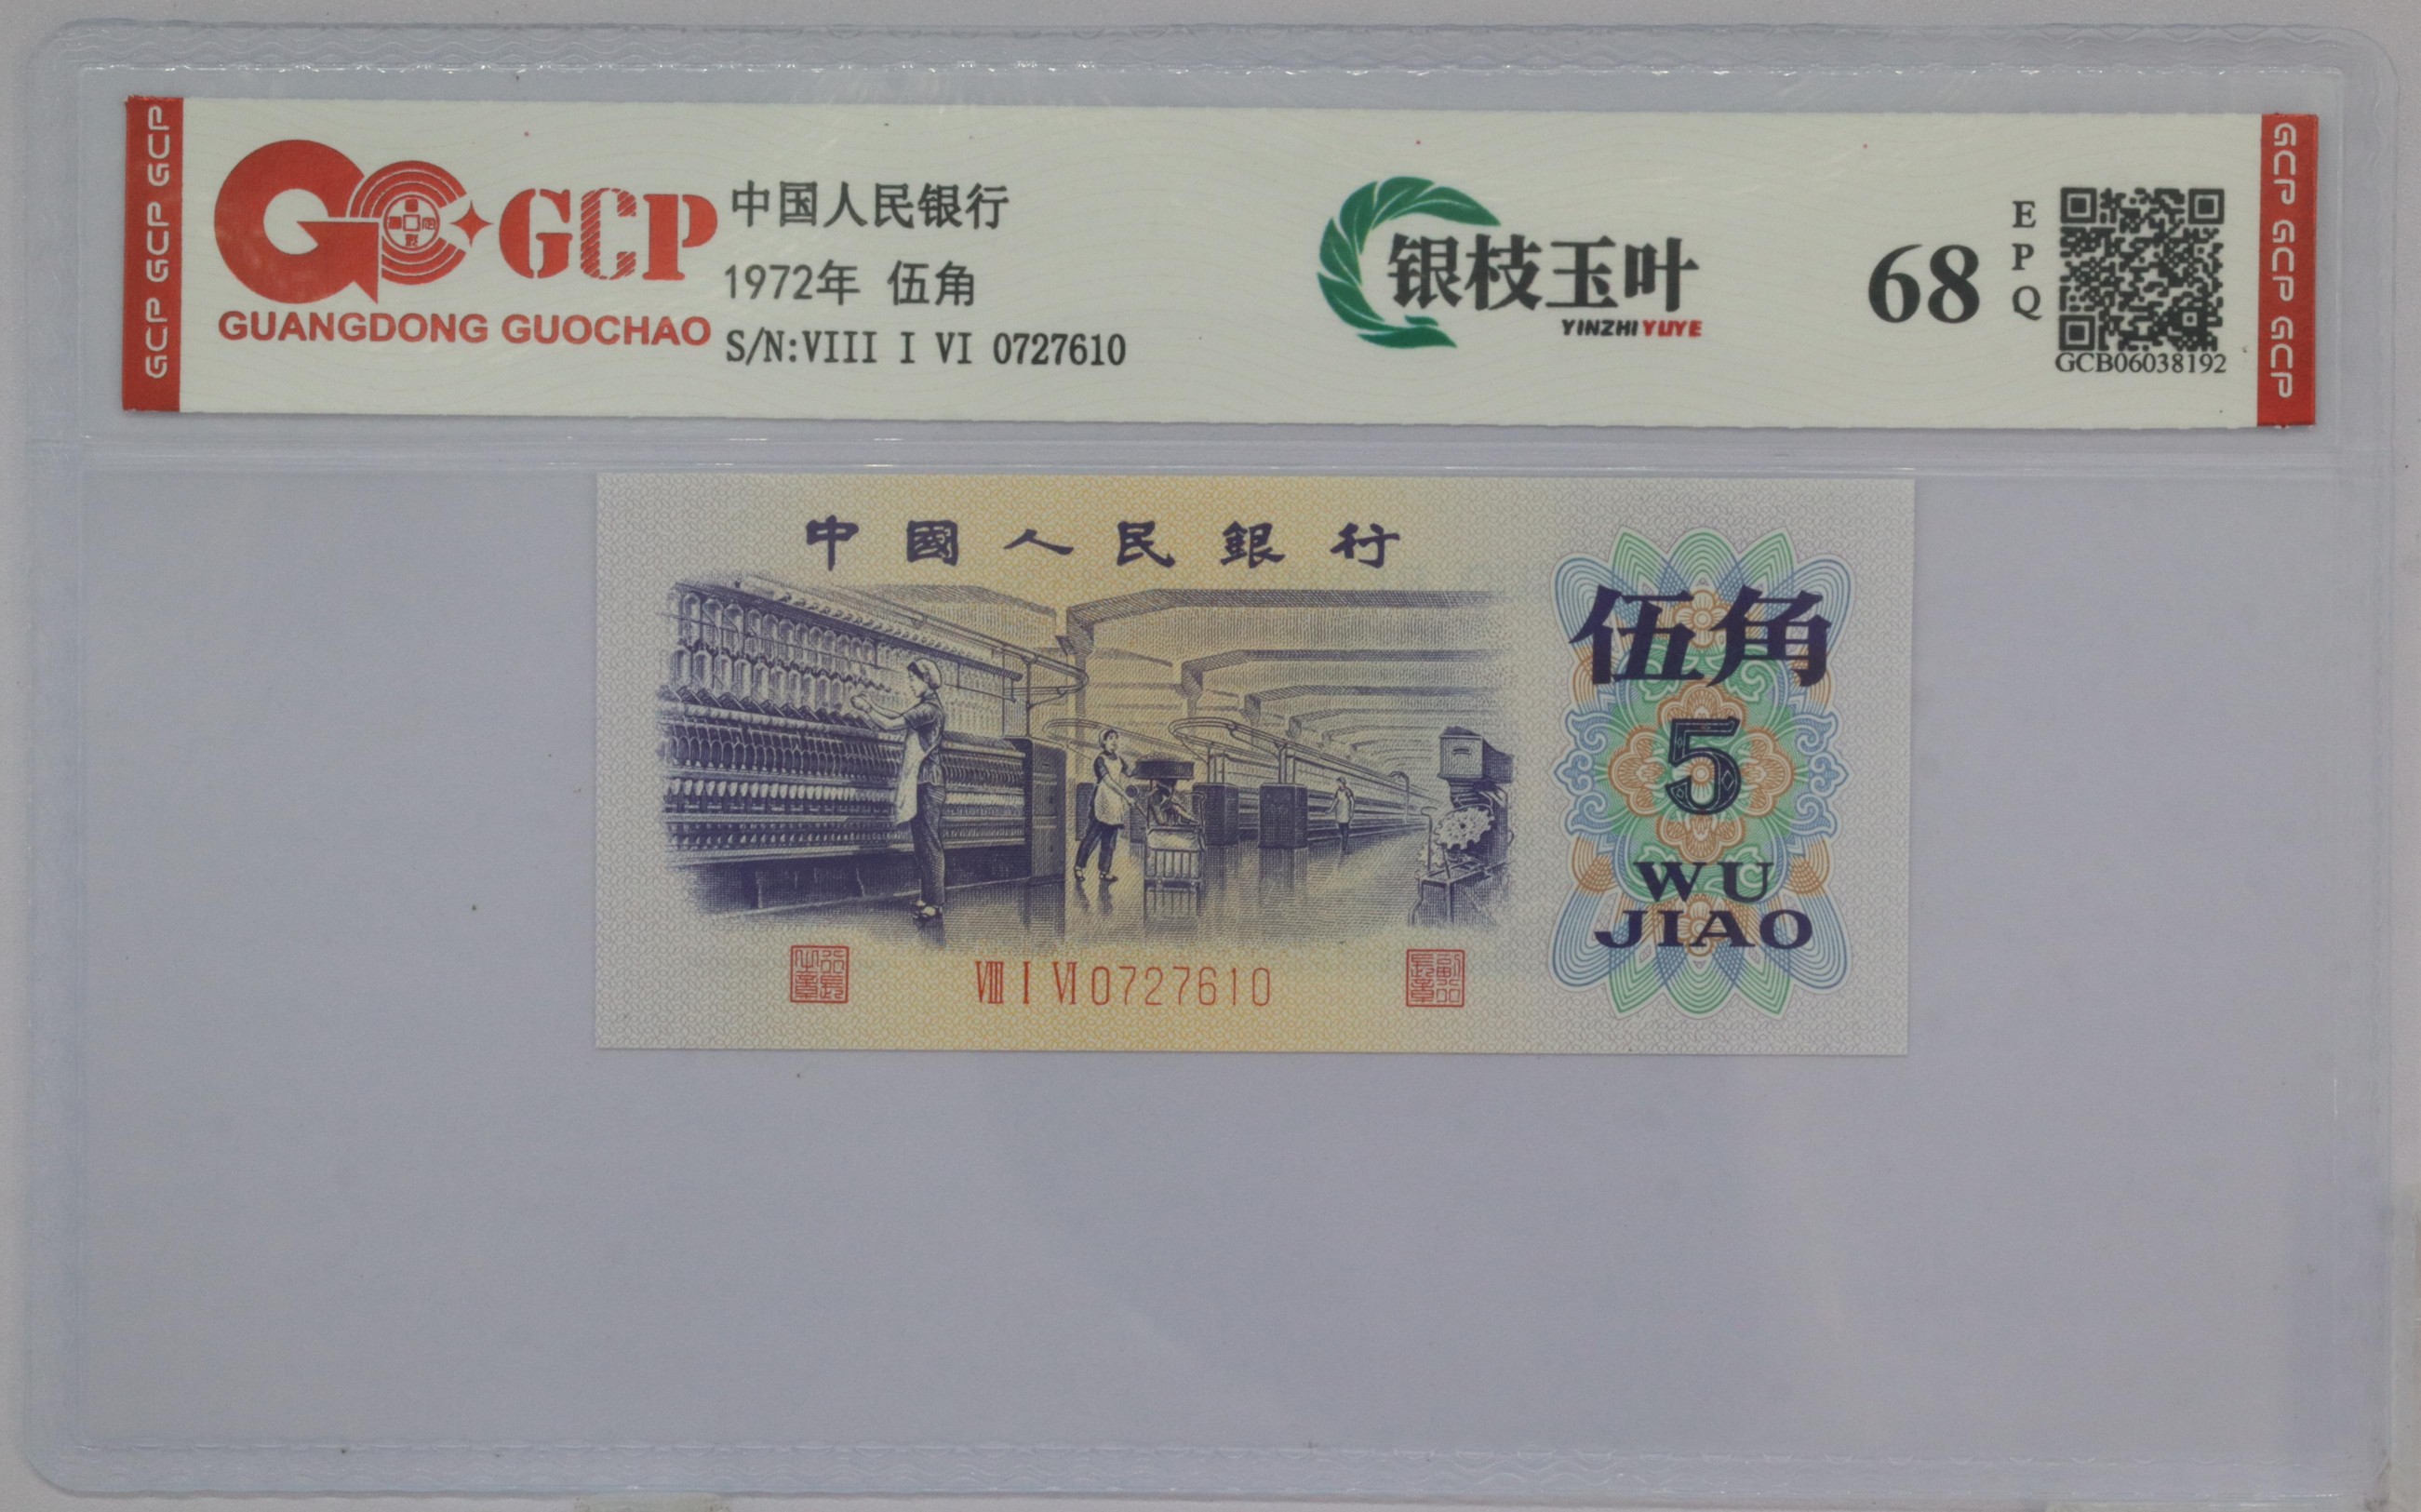 GCP GCP GCP
GCP
GUANGDONG GUOCHAO
中国人民银行
1972年 伍角
S/N:VIII I VI 0727610
银枝玉叶
YINZHIYUYE
68
EPQ
GCB06038192
GCP GCP GCP
中國人民銀行
伍角
5
WU
JIAO
VIII I VI 0727610